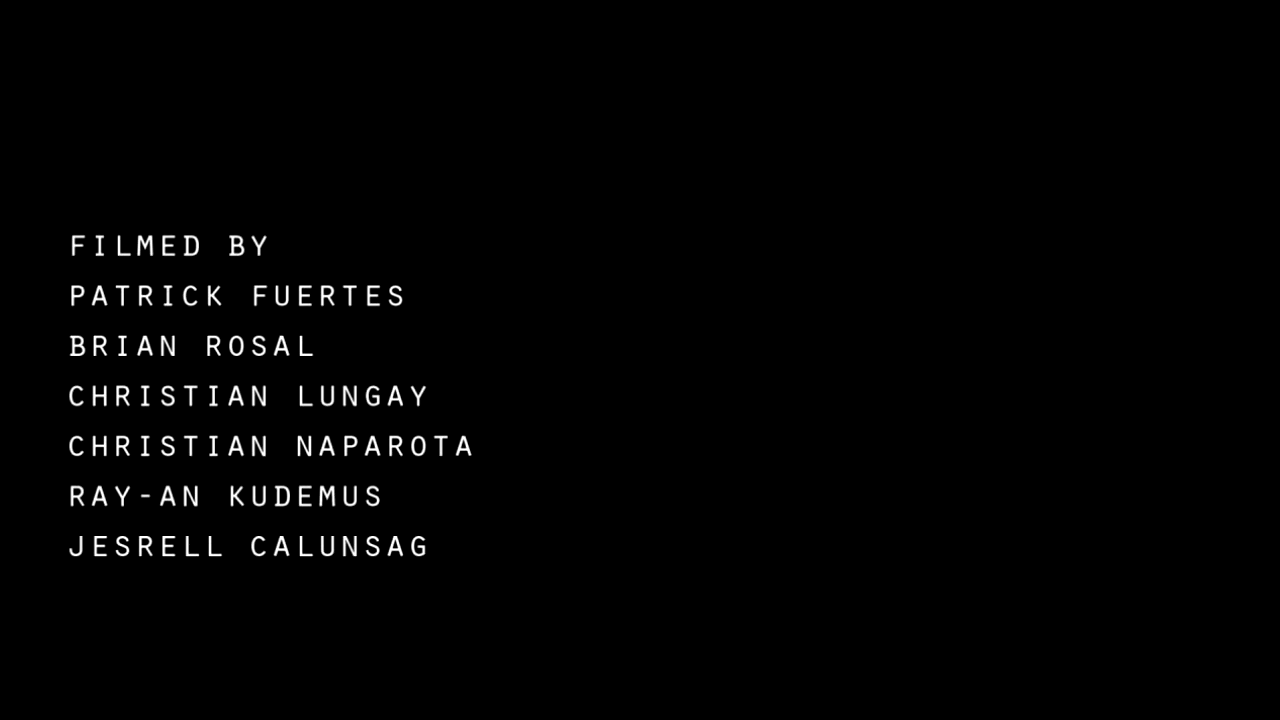 FILMED BY
PATRICK FUERTES
BRIAN ROSAL
CHRISTIAN LUNGAY
CHRISTIAN NAPAROTA
RAY-AN KUDEMUS
JESRELL CALUNSAG